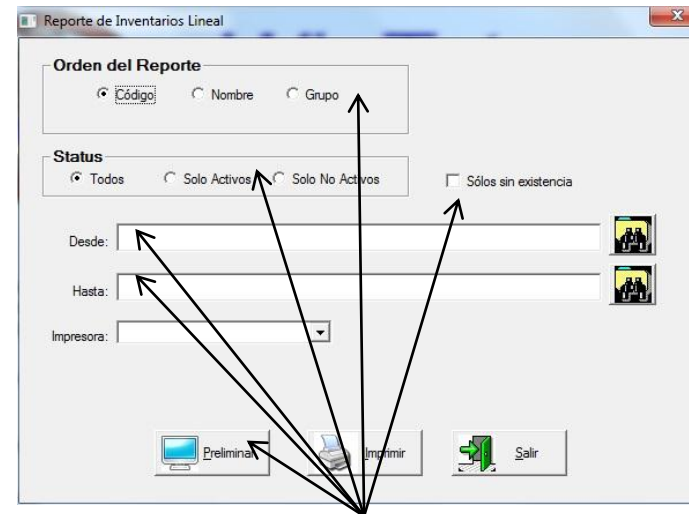 Reporte de Inventarios Lineal
Orden del Reporte
Código Nombre Grupo
Status
Todos Solo Activos Solo No Activos Sólos sin existencia
Desde:
Hasta:
Impresora:
Preliminar Imprimir Salir